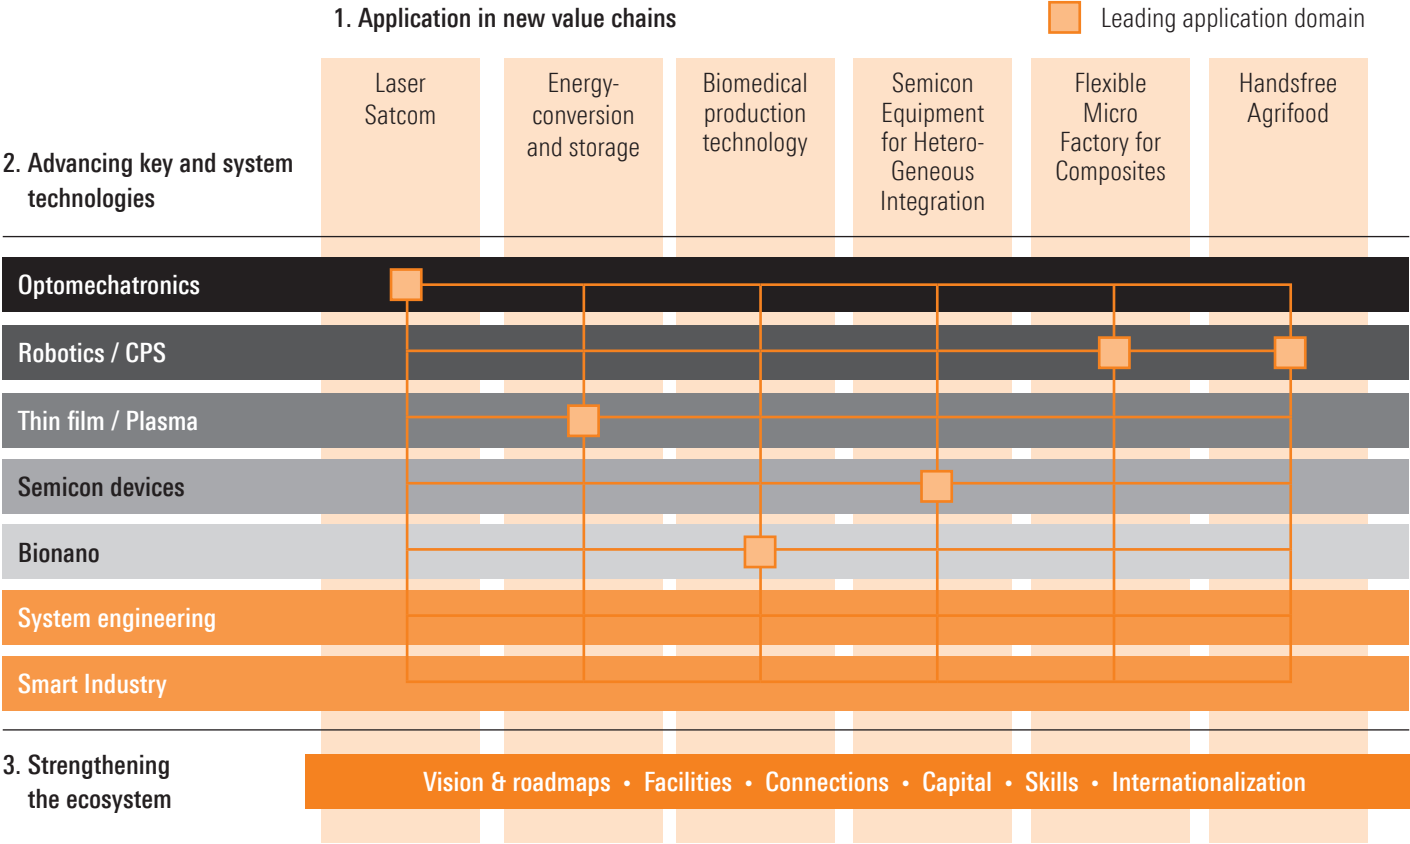 1. Application in new value chains
Leading application domain
Laser
Satcom
Energy-
conversion
and storage
Biomedical
production
technology
Semicon
Equipment
for Hetero-
Geneous
Integration
Flexible
Micro
Factory for
Composites
Handsfree
Agrifood
2. Advancing key and system
technologies
Optomechatronics
Robotics / CPS
Thin film / Plasma
Semicon devices
Bionano
System engineering
Smart Industry
3. Strengthening
the ecosystem
Vision & roadmaps • Facilities • Connections • Capital • Skills • Internationalization